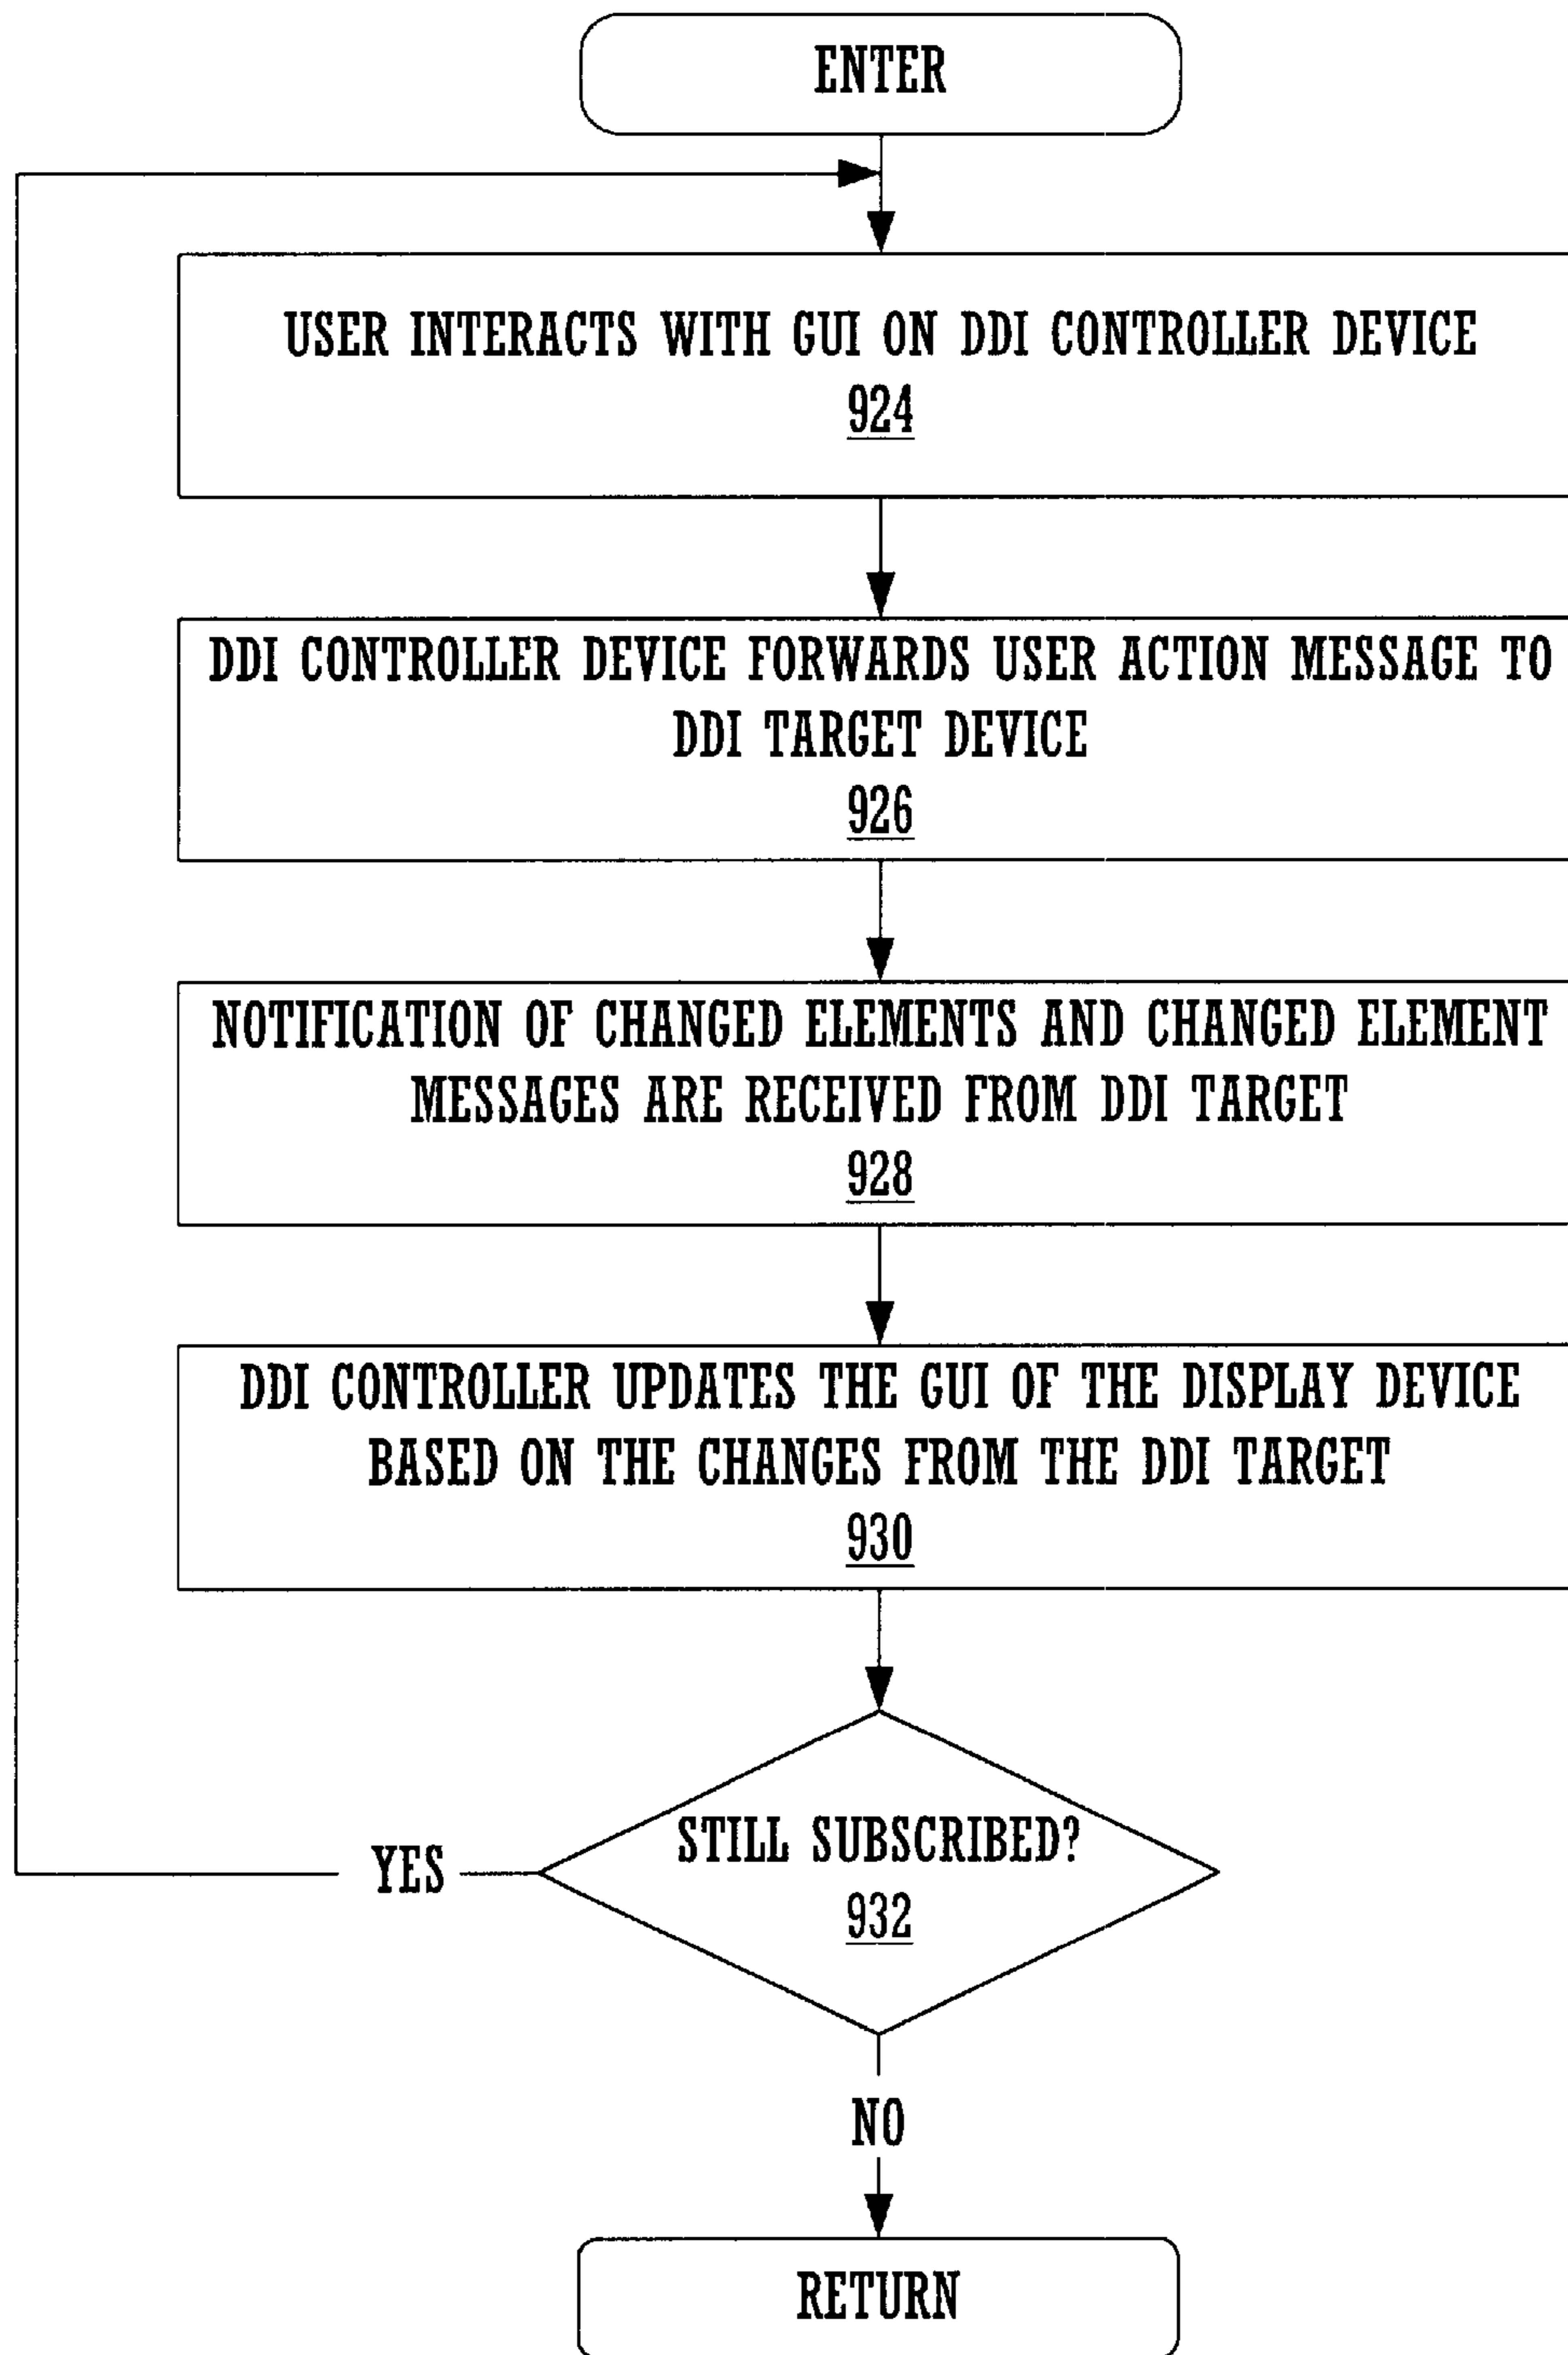 ENTER
USER INTERACTS WITH GUI ON DDI CONTROLLER DEVICE
924
DDI CONTROLLER DEVICE FORWARDS USER ACTION MESSAGE TO
DDI TARGET DEVICE
926
NOTIFICATION OF CHANGED ELEMENTS AND CHANGED ELEMENT
MESSAGES ARE RECEIVED FROM DDI TARGET
928
DDI CONTROLLER UPDATES THE GUI OF THE DISPLAY DEVICE
BASED ON THE CHANGES FROM THE DDI TARGET
930
STILL SUBSCRIBED?
YES
932
NO
RETURN